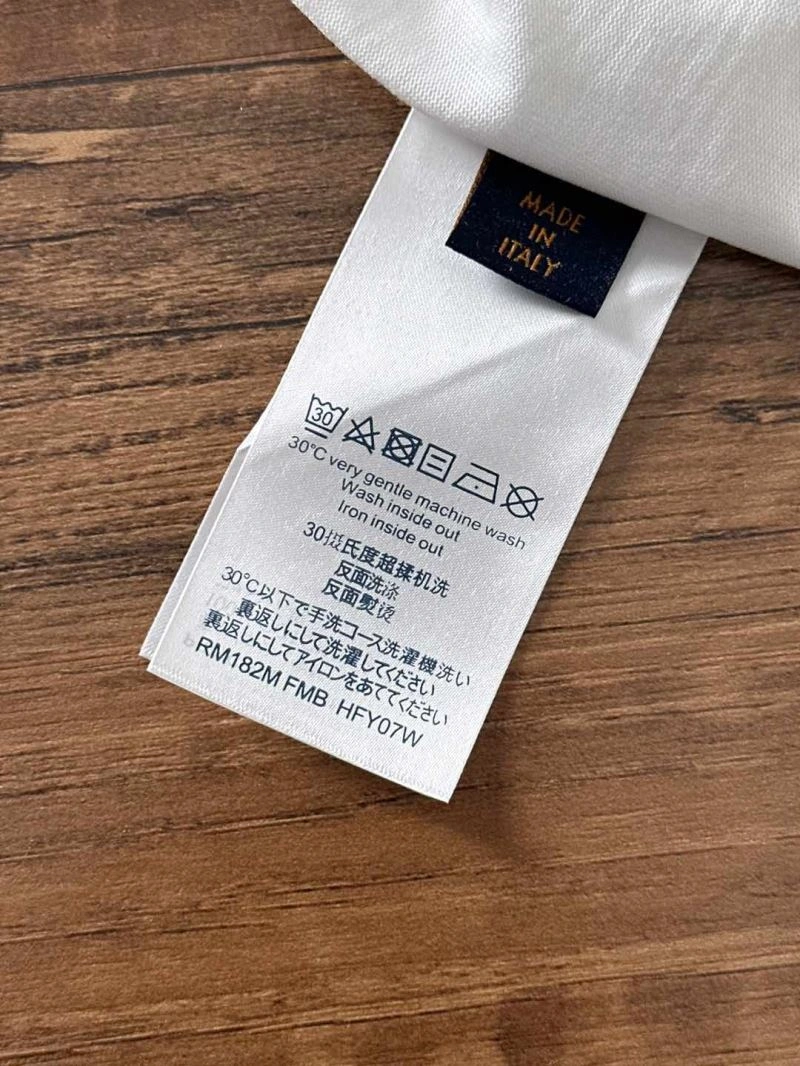 MADE
IN
ITALY
30
30°C very gentle machine wash
Wash inside out
Iron inside out
30摄氏度超揉机洗
反面洗涤
反面熨烫
30°C以下で手洗コース洗濯機洗い
裏返しにして洗濯してください
裏返しにしてアイロンをあててください
RM182M FMB HFY07W